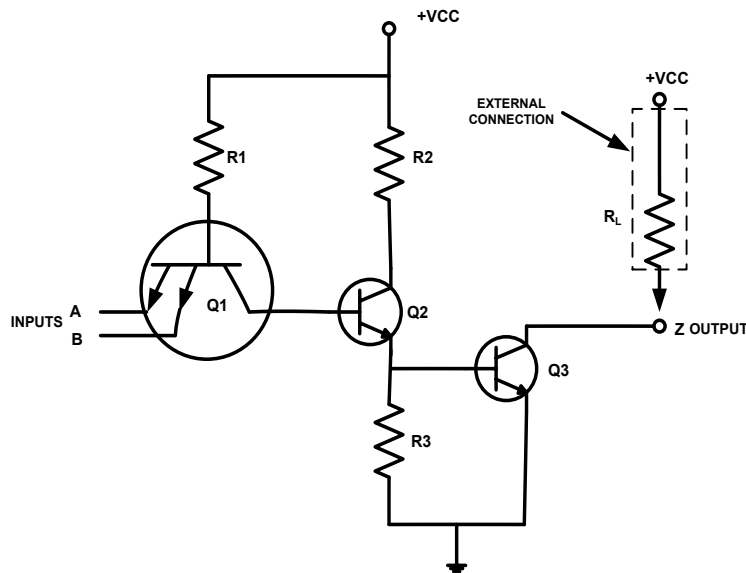 +VCC
+VCC
EXTERNAL
CONNECTION
R1
R2
RL
Q1
Q2
INPUTS
A
B
Z OUTPUT
Q3
R3